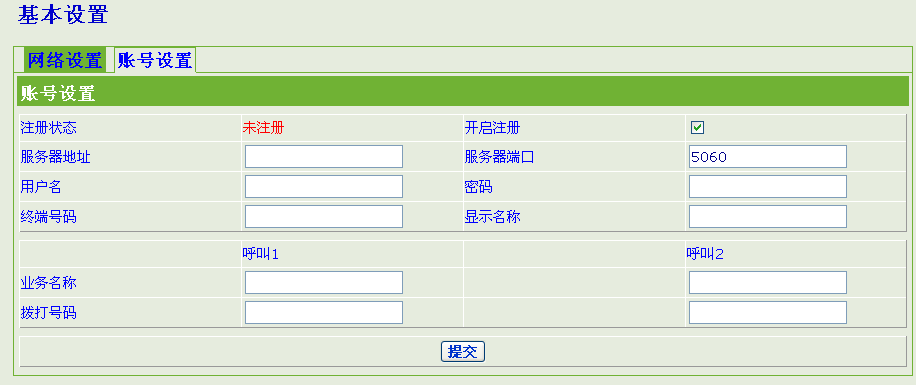 基本设置
网络设置 账号设置
账号设置
注册状态 未注册 开启注册
服务器地址 服务器端口 5060
用户名 密码
终端号码 显示名称
呼叫1 呼叫2
业务名称
拨打号码
提交